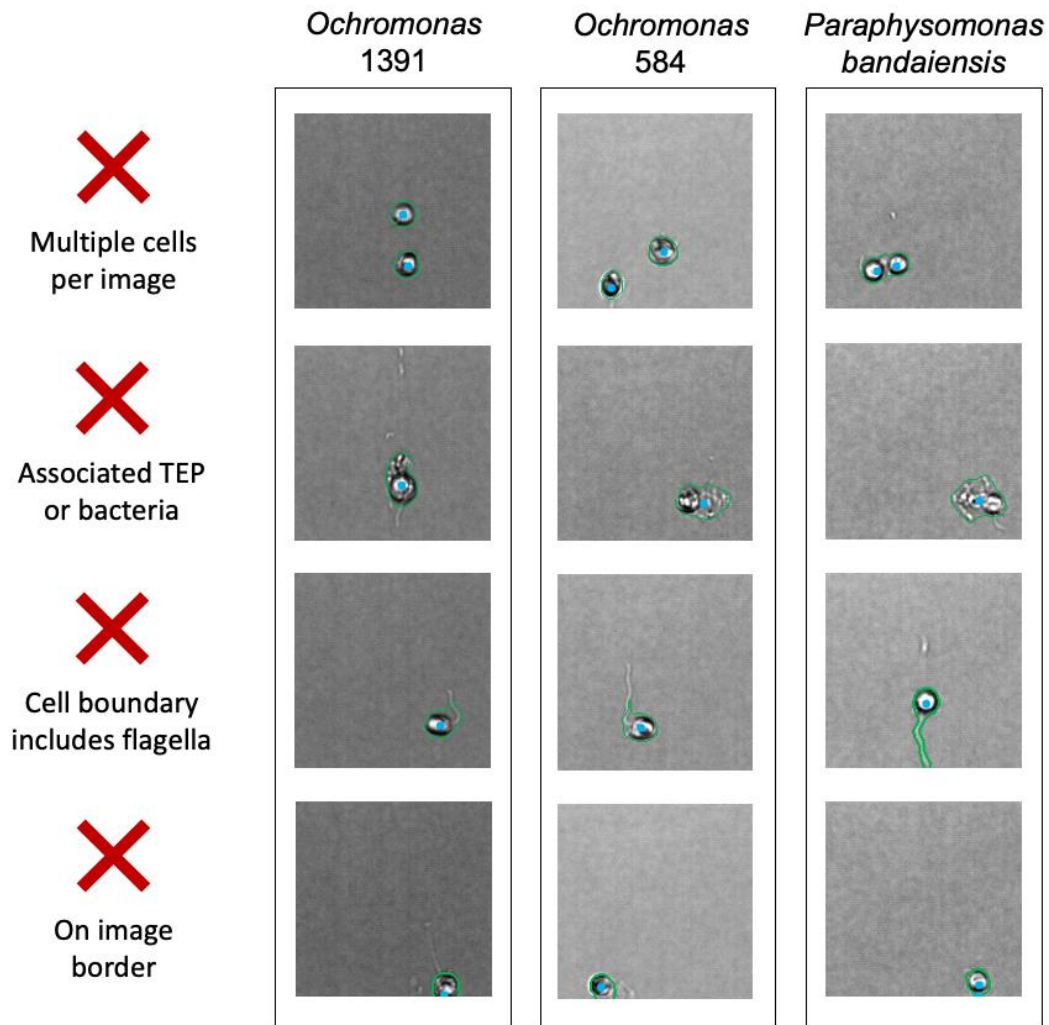 Ochromonas
1391
Ochromonas
584
Paraphysomonas
bandaiensis
Multiple cells
per image
Associated TEP
or bacteria
Cell boundary
includes flagella
On image
border